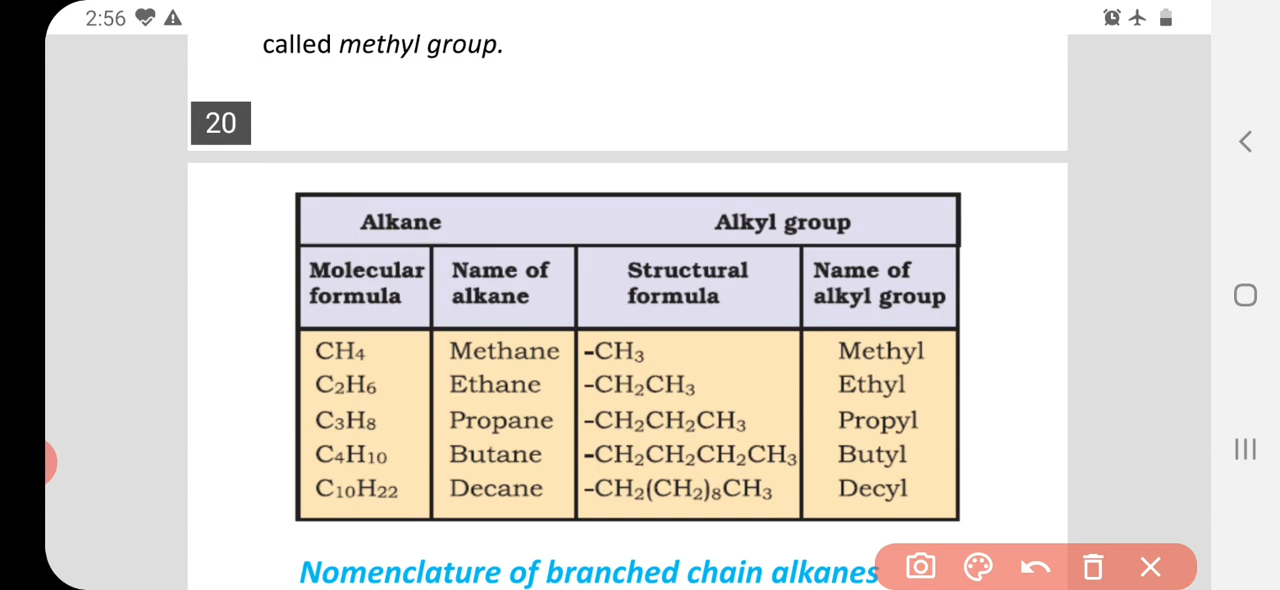 2:56
called methyl group.
20
Alkane Alkyl group
Molecular formula Name of alkane Structural formula Name of alkyl group
CH4 Methane -CH3 Methyl
C2H6 Ethane -CH2CH3 Ethyl
C3H8 Propane -CH2CH2CH3 Propyl
C4H10 Butane -CH2CH2CH2CH3 Butyl
C10H22 Decane -CH2(CH2)8CH3 Decyl
Nomenclature of branched chain alkanes